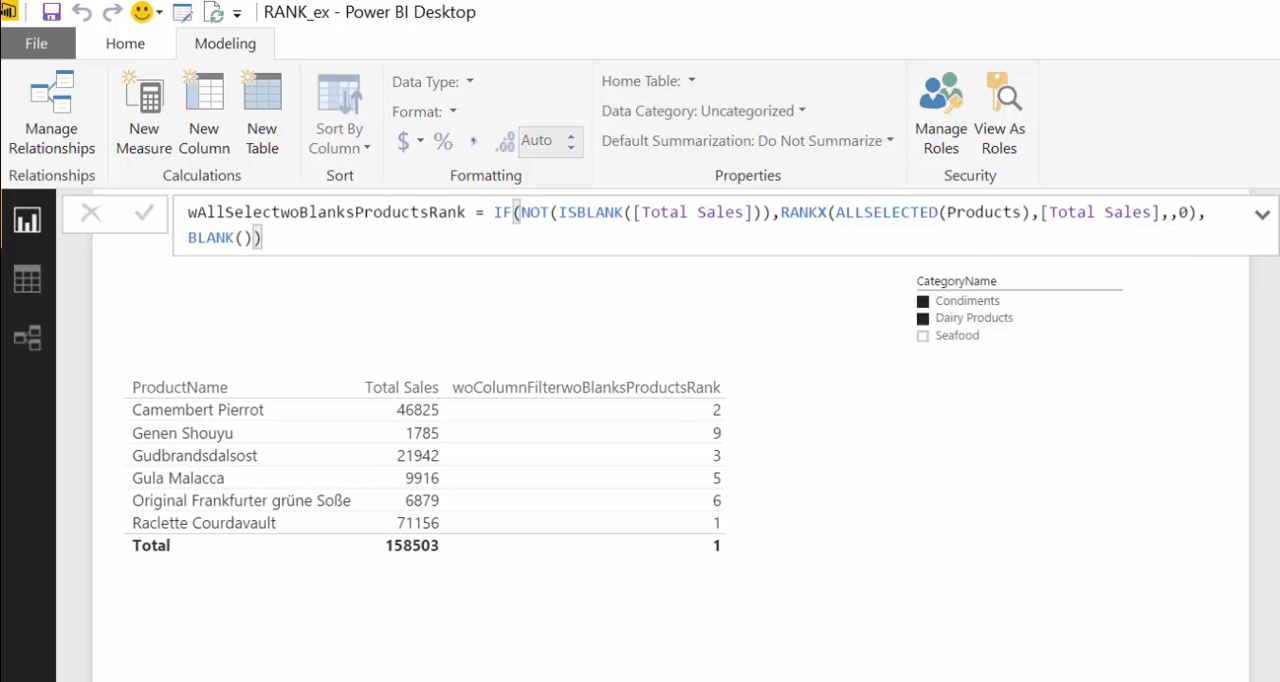 RANK_ex - Power BI Desktop
File Home Modeling
Manage Relationships
New Measure
New Column
New Table
Sort By Column
Data Type:
Format:
$ % , .00 Auto
Home Table:
Data Category: Uncategorized
Default Summarization: Do Not Summarize
Manage Roles
View As Roles
Relationships Calculations Sort Formatting Properties Security
wAllSelectwoBlanksProductsRank = IF(NOT(ISBLANK([Total Sales])),RANKX(ALLSELECTED(Products),[Total Sales],,0),
BLANK())
CategoryName
Condiments
Dairy Products
Seafood
ProductName Total Sales woColumnFilterwoBlanksProductsRank
Camembert Pierrot 46825 2
Genen Shouyu 1785 9
Gudbrandsdalsost 21942 3
Gula Malacca 9916 5
Original Frankfurter grüne Soße 6879 6
Raclette Courdavault 71156 1
Total 158503 1